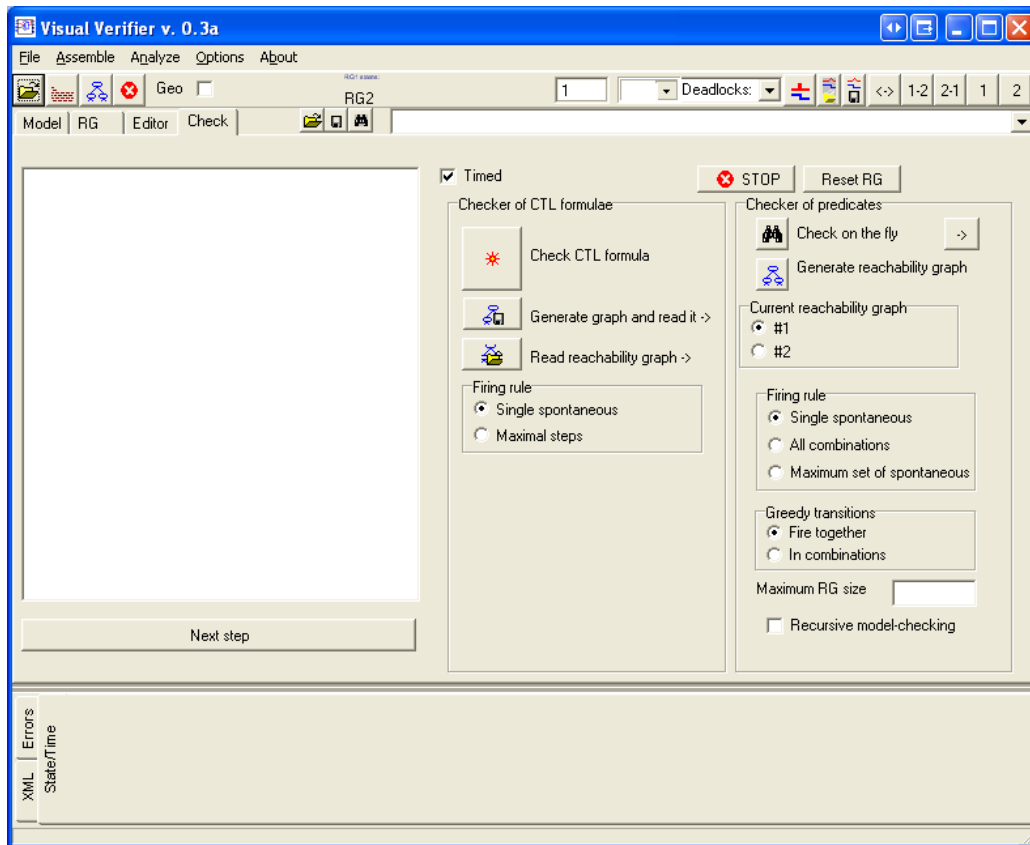 Visual Verifier v. 0.3a
File Assemble Analyze Options About
Geo
RG2
1
Deadlocks:
<-> 1-2 2-1 1 2
Model RG Editor Check
Timed
STOP
Reset RG
Checker of CTL formulae
Check CTL formula
Generate graph and read it ->
Read reachability graph ->
Firing rule
Single spontaneous
Maximal steps
Checker of predicates
Check on the fly
->
Generate reachability graph
Current reachability graph
#1
#2
Firing rule
Single spontaneous
All combinations
Maximum set of spontaneous
Greedy transitions
Fire together
In combinations
Maximum RG size
Recursive model-checking
Next step
Errors
XML
State/Time